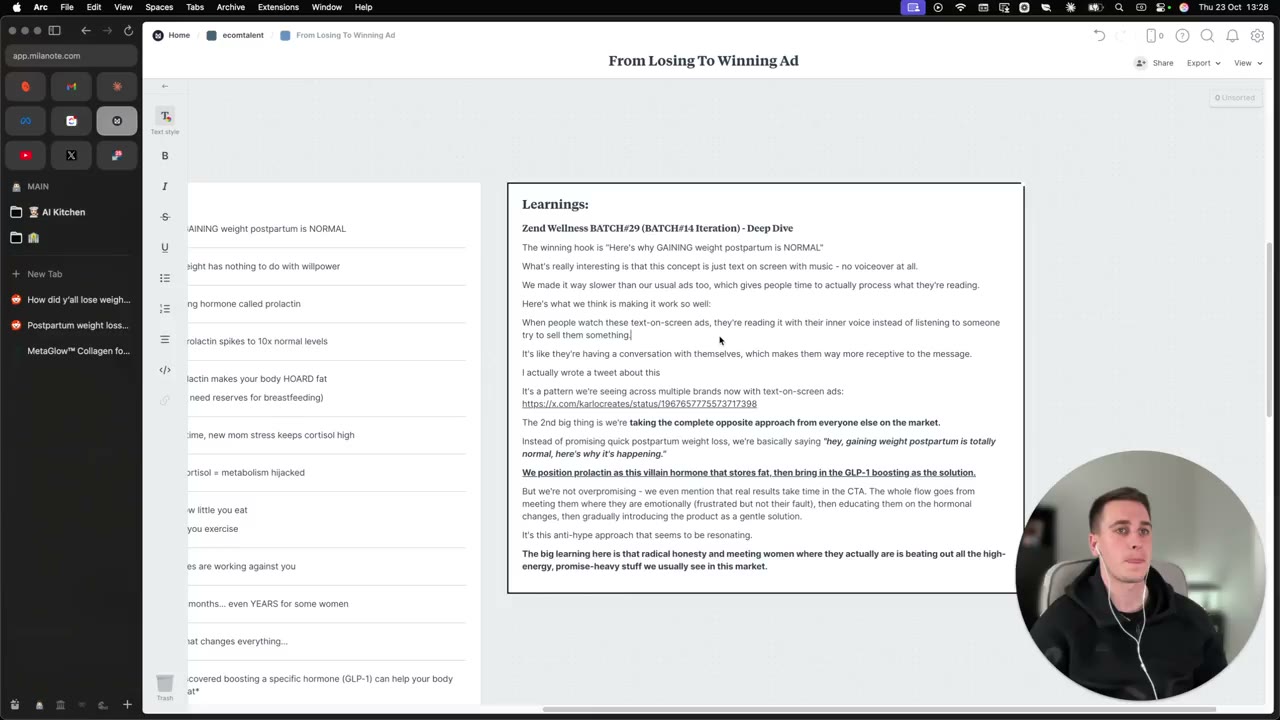 Arc File Edit View Spaces Tabs Archive Extensions Window Help
Thu 23 Oct 13:28
app.milanote.com
Home ecomtalent From Losing To Winning Ad
0
From Losing To Winning Ad
Share Export View
0 Unsorted
Text style
B
I
S
U
MAIN
AI Kitchen
New Tab
How did y'all lose weigh...
Postpartum weight loss...
MetaGlow™ Collagen fo...
Trash
GAINING weight postpartum is NORMAL
eight has nothing to do with willpower
ng hormone called prolactin
rolactin spikes to 10x normal levels
lactin makes your body HOARD fat
need reserves for breastfeeding)
time, new mom stress keeps cortisol high
ortisol = metabolism hijacked
ow little you eat
you exercise
es are working against you
months... even YEARS for some women
hat changes everything...
scovered boosting a specific hormone (GLP-1) can help your body
at*
Learnings:
Zend Wellness BATCH#29 (BATCH#14 Iteration) - Deep Dive
The winning hook is "Here's why GAINING weight postpartum is NORMAL"
What's really interesting is that this concept is just text on screen with music - no voiceover at all.
We made it way slower than our usual ads too, which gives people time to actually process what they're reading.
Here's what we think is making it work so well:
When people watch these text-on-screen ads, they're reading it with their inner voice instead of listening to someone
try to sell them something.
It's like they're having a conversation with themselves, which makes them way more receptive to the message.
I actually wrote a tweet about this
It's a pattern we're seeing across multiple brands now with text-on-screen ads:
https://x.com/karlocreates/status/1967657775573717398
The 2nd big thing is we're taking the complete opposite approach from everyone else on the market.
Instead of promising quick postpartum weight loss, we're basically saying "hey, gaining weight postpartum is totally
normal, here's why it's happening."
We position prolactin as this villain hormone that stores fat, then bring in the GLP-1 boosting as the solution.
But we're not overpromising - we even mention that real results take time in the CTA. The whole flow goes from
meeting them where they are emotionally (frustrated but not their fault), then educating them on the hormonal
changes, then gradually introducing the product as a gentle solution.
It's this anti-hype approach that seems to be resonating.
The big learning here is that radical honesty and meeting women where they actually are is beating out all the high-
energy, promise-heavy stuff we usually see in this market.